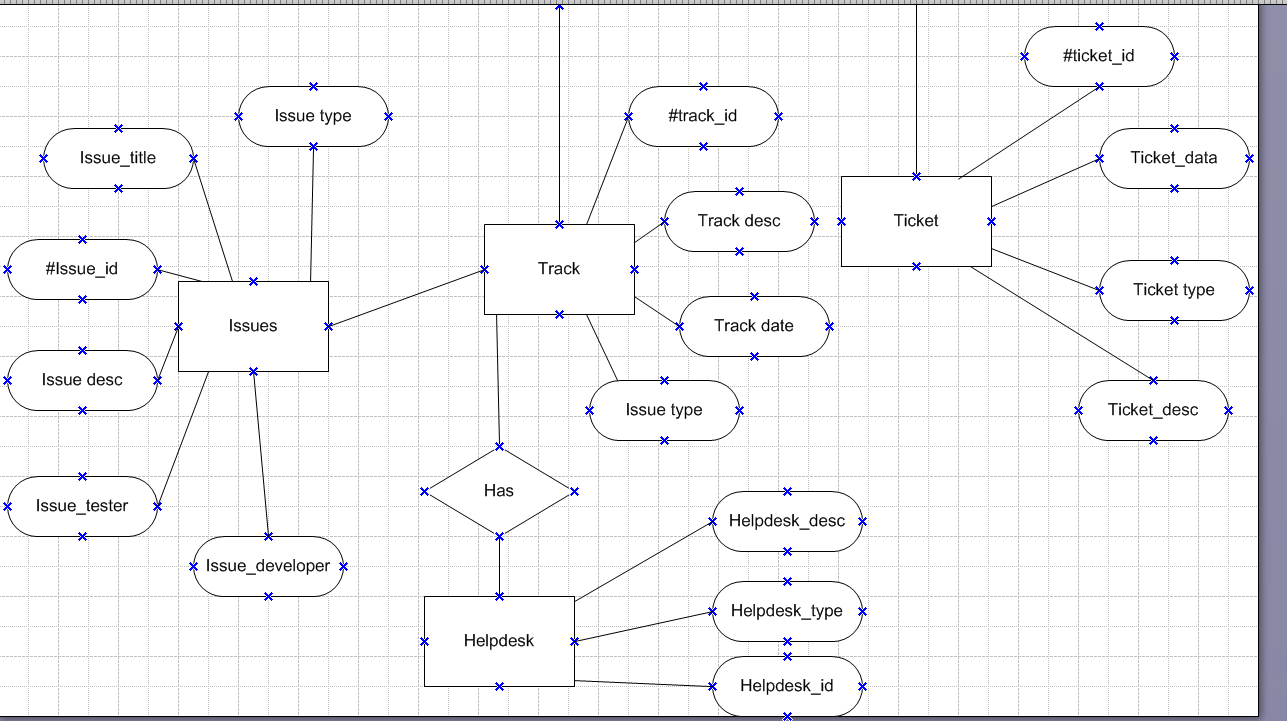 #ticket_id
Issue type
#track_id
Issue_title
Ticket_data
Track desc
Ticket
#Issue_id
Track
Ticket type
Issues
Track date
Issue desc
Issue type
Ticket_desc
Has
Issue_tester
Helpdesk_desc
Issue_developer
Helpdesk_type
Helpdesk
Helpdesk_id